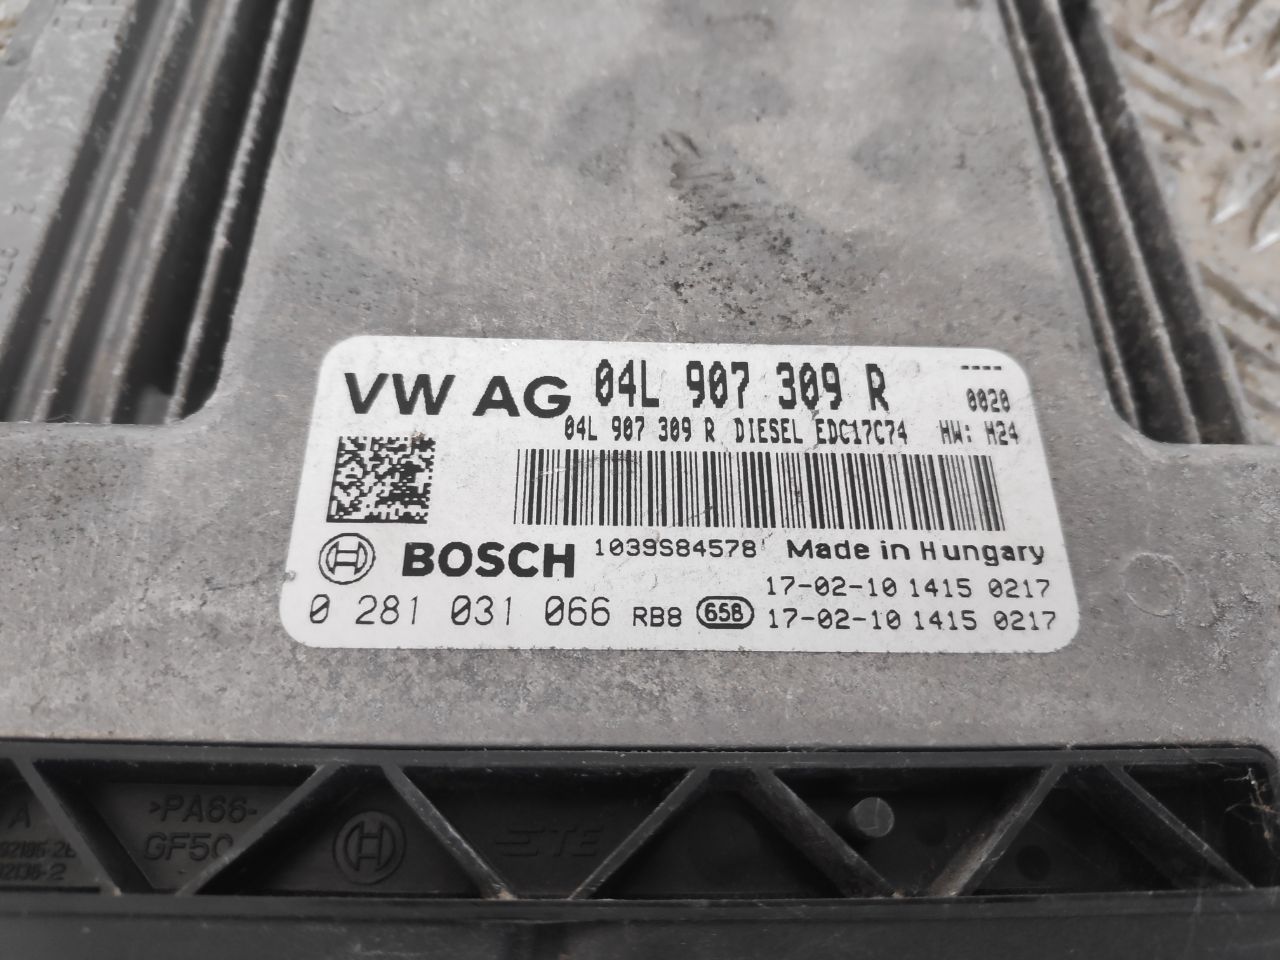 VW AG 04L 907 309 R ----
0020
04L 907 309 R DIESEL EDC17C74 HW: H24
BOSCH 1039S84578 Made in Hungary
17-02-10 1415 0217
0 281 031 066 RB8 658 17-02-10 1415 0217
>PA66-
GF50
A
TE